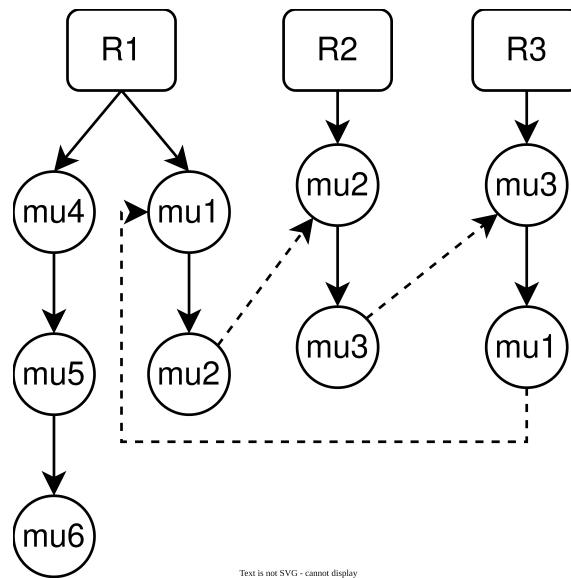 R1
R2
R3
mu4
mu1
mu2
mu3
mu5
mu2
mu3
mu1
mu6
Text is not SVG - cannot display